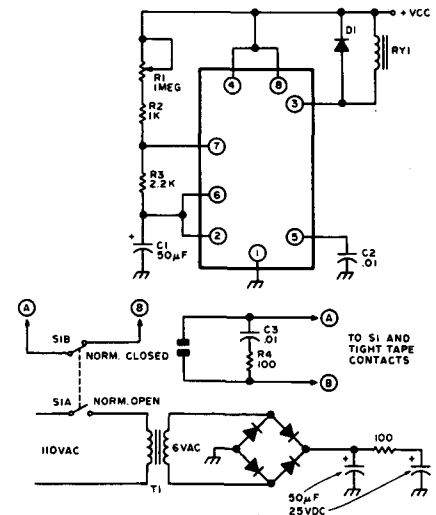 +VCC
D1
RY1
R1
1MEG
4
8
3
R2
1K
7
R3
2.2K
6
+
C1
50µF
2
1
5
C2
.01
A
B
S1B
NORM. CLOSED
C3
.01
R4
100
A
B
TO S1 AND
TIGHT TAPE
CONTACTS
S1A
NORM. OPEN
110VAC
T1
6VAC
100
+
+
50µF
25VDC